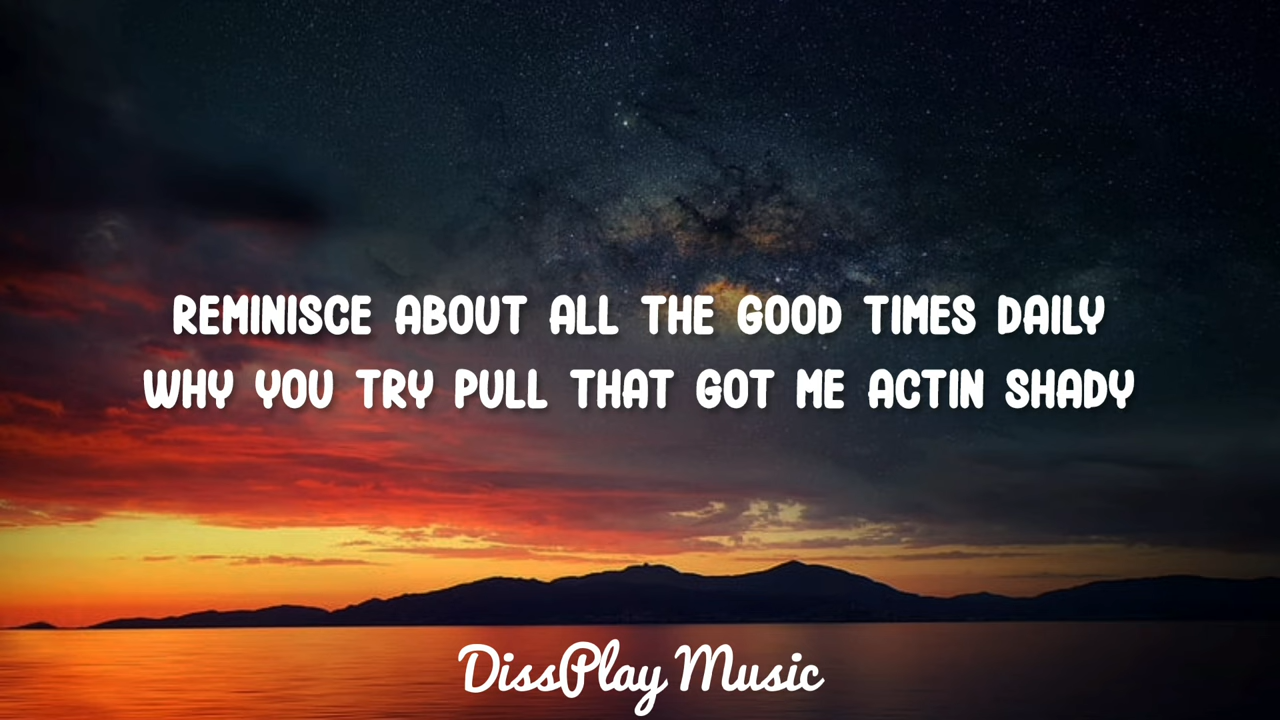 REMINISCE ABOUT ALL THE GOOD TIMES DAILY
WHY YOU TRY PULL THAT GOT ME ACTIN SHADY
DissPlay Music